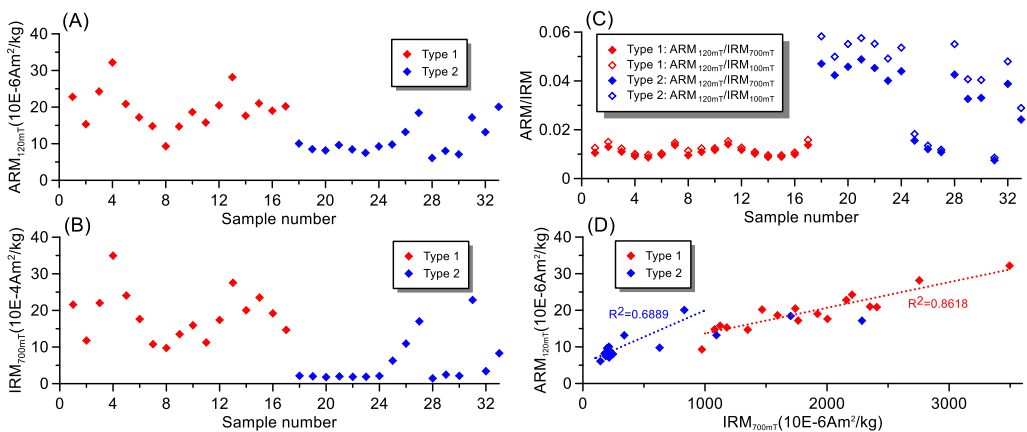 (A)
ARM120mT(10E-6Am2/kg)
40
30
20
10
0
Type 1
Type 2
0 4 8 12 16 20 24 28 32
Sample number
(B)
IRM700mT(10E-4Am2/kg)
40
30
20
10
0
Type 1
Type 2
0 4 8 12 16 20 24 28 32
Sample number
(C)
ARM/IRM
0.06
0.04
0.02
0
Type 1: ARM120mT/IRM700mT
Type 1: ARM120mT/IRM100mT
Type 2: ARM120mT/IRM700mT
Type 2: ARM120mT/IRM100mT
0 4 8 12 16 20 24 28 32
Sample number
(D)
ARM120mT(10E-6Am2/kg)
40
30
20
10
0
Type 1
Type 2
R2=0.6889
R2=0.8618
0 1000 2000 3000
IRM700mT(10E-6Am2/kg)